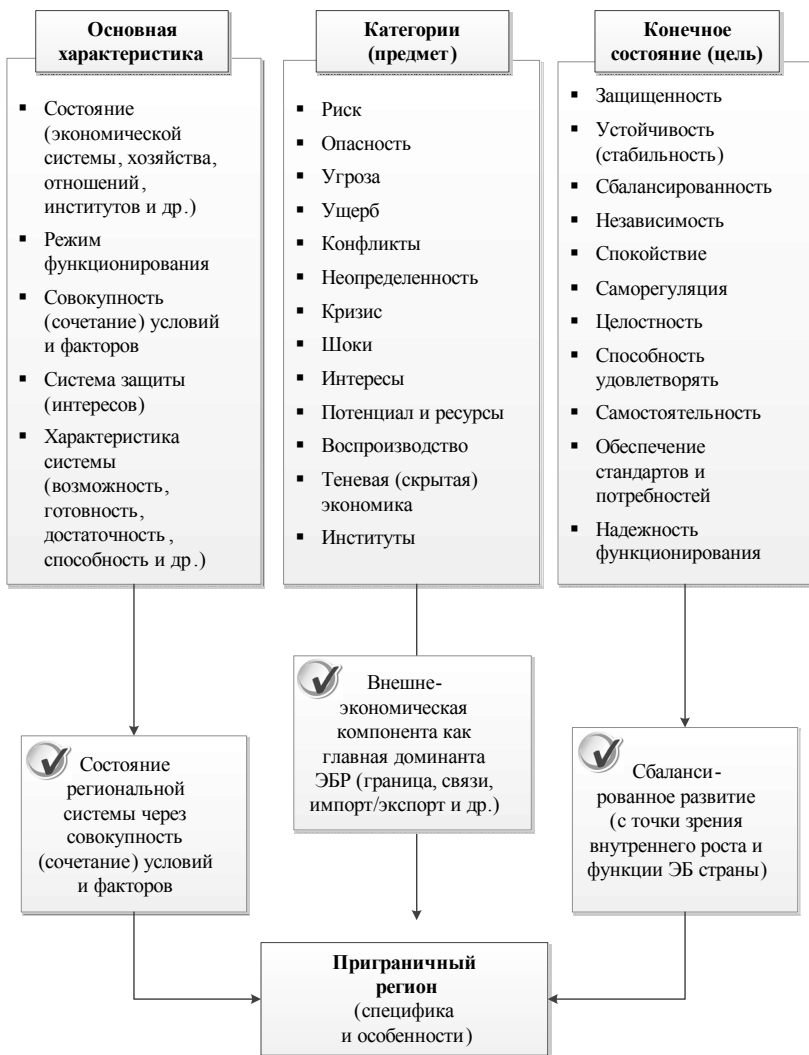 Основная
характеристика
▪ Состояние
(экономической
системы, хозяйства,
отношений,
институтов и др.)
▪ Режим
функционирования
▪ Совокупность
(сочетание) условий
и факторов
▪ Система защиты
(интересов)
▪ Характеристика
системы
(возможность,
готовность,
достаточность,
способность и др.)
Категории
(предмет)
▪ Риск
▪ Опасность
▪ Угроза
▪ Ущерб
▪ Конфликты
▪ Неопределенность
▪ Кризис
▪ Шоки
▪ Интересы
▪ Потенциал и ресурсы
▪ Воспроизводство
▪ Теневая (скрытая)
экономика
▪ Институты
Конечное
состояние (цель)
▪ Защищенность
▪ Устойчивость
(стабильность)
▪ Сбалансированность
▪ Независимость
▪ Спокойствие
▪ Саморегуляция
▪ Целостность
▪ Способность
удовлетворять
▪ Самостоятельность
▪ Обеспечение
стандартов и
потребностей
▪ Надежность
функционирования
Состояние
региональной
системы через
совокупность
(сочетание) условий
и факторов
Внешне-
экономическая
компонента как
главная доминанта
ЭБР (граница, связи,
импорт/экспорт и др.)
Сбаланси-
рованное развитие
(с точки зрения
внутреннего роста и
функции ЭБ страны)
Приграничный
регион
(специфика
и особенности)